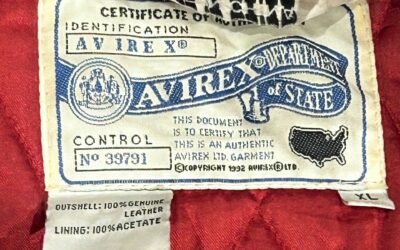 CERTIFICATE OF
IDENTIFICATION
AVIREX®
AVIREX® DEPARTMENT
of STATE
THIS DOCUMENT
IS TO CERTIFY THAT
THIS IS AN AUTHENTIC
AVIREX LTD. GARMENT
©COPYRIGHT 1992 AVIREX®LTD.
CONTROL
Nº 39791
XL
OUTSHELL: 100% GENUINE
LEATHER
LINING: 100% ACETATE